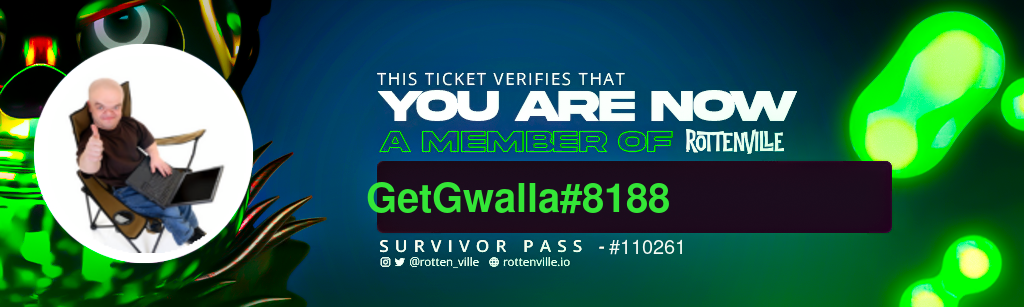 THIS TICKET VERIFIES THAT
YOU ARE NOW
A MEMBER OF ROTTENVILLE
GetGwalla#8188
SURVIVOR PASS - #110261
@rotten_ville rottenville.io